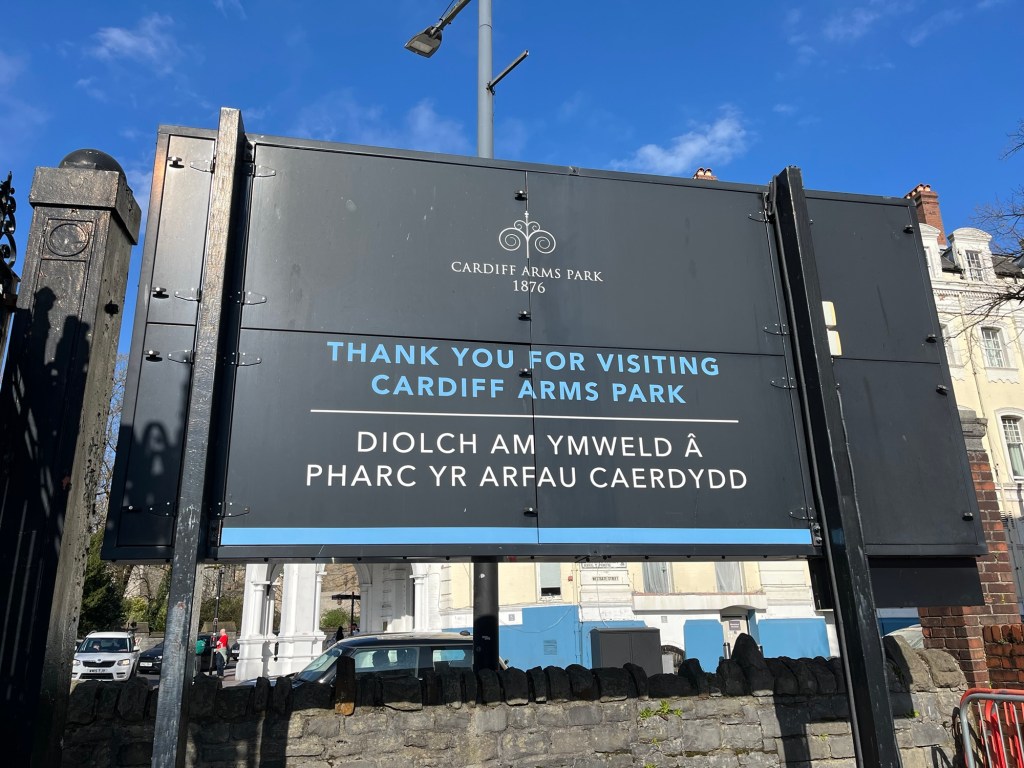 CARDIFF ARMS PARK
1876
THANK YOU FOR VISITING
CARDIFF ARMS PARK
DIOLCH AM YMWELD Â
PHARC YR ARFAU CAERDYDD